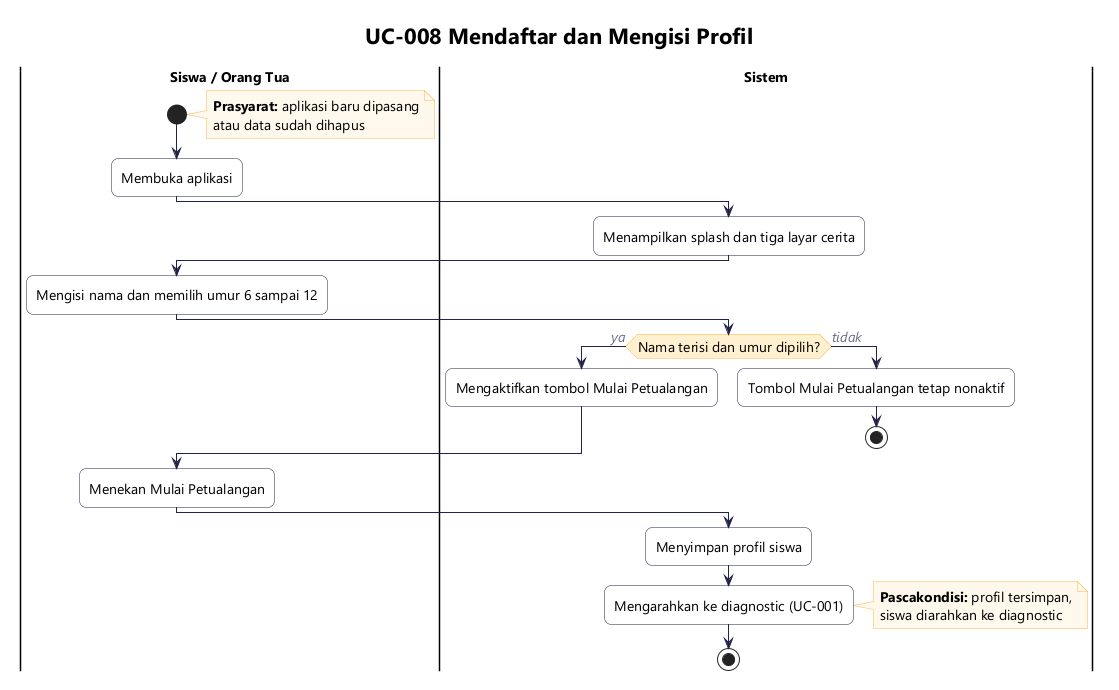 UC-008 Mendaftar dan Mengisi Profil
Siswa / Orang Tua
Sistem
Prasyarat: aplikasi baru dipasang
atau data sudah dihapus
Membuka aplikasi
Menampilkan splash dan tiga layar cerita
Mengisi nama dan memilih umur 6 sampai 12
ya
Nama terisi dan umur dipilih?
tidak
Mengaktifkan tombol Mulai Petualangan
Tombol Mulai Petualangan tetap nonaktif
Menekan Mulai Petualangan
Menyimpan profil siswa
Mengarahkan ke diagnostic (UC-001)
Pascakondisi: profil tersimpan,
siswa diarahkan ke diagnostic